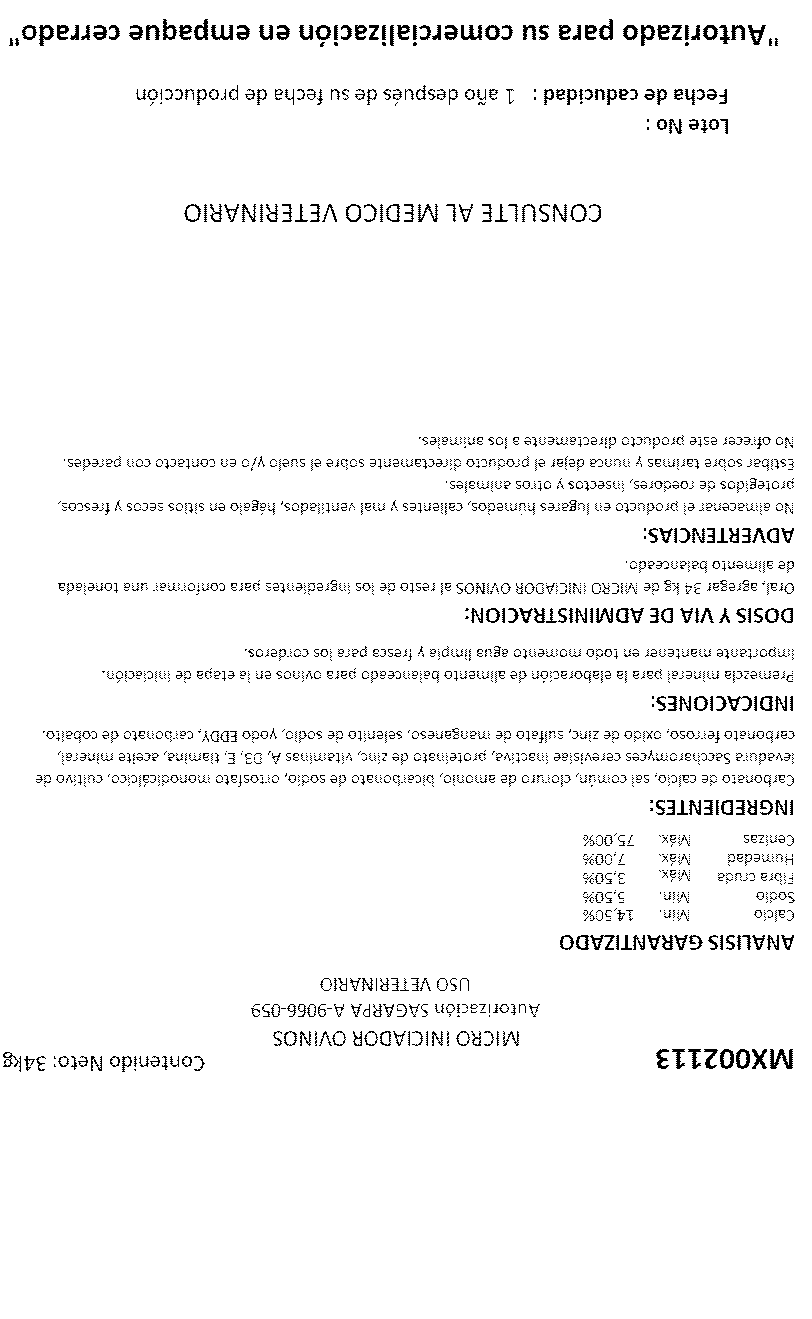 MX002113
Contenido Neto: 34kg
MICRO INICIADOR OVINOS
Autorización SAGARPA A-9066-059
USO VETERINARIO
ANALISIS GARANTIZADO
Calcio Min. 14,50%
Sodio Min. 5,50%
Fibra cruda Máx. 3,50%
Humedad Máx. 7,00%
Cenizas Máx. 75,00%
INGREDIENTES:
Carbonato de calcio, sal común, cloruro de amonio, bicarbonato de sodio, ortosfato monodicálcico, cultivo de
levadura Saccharomyces cerevisiae inactiva, proteinato de zinc, vitaminas A, D3, E, tiamina, aceite mineral,
carbonato ferroso, oxido de zinc, sulfato de manganeso, selenito de sodio, yodo EDDY, carbonato de cobalto.
INDICACIONES:
Premezcla mineral para la elaboración de alimento balanceado para ovinos en la etapa de iniciación.
Importante mantener en todo momento agua limpia y fresca para los corderos.
DOSIS Y VIA DE ADMINISTRACION:
Oral, agregar 34 kg de MICRO INICIADOR OVINOS al resto de los ingredientes para conformar una tonelada
de alimento balanceado.
ADVERTENCIAS:
No almacenar el producto en lugares humedos, calientes y mal ventilados, hágalo en sitios secos y frescos,
protegidos de roedores, insectos y otros animales.
Estibar sobre tarimas y nunca dejar el producto directamente sobre el suelo y/o en contacto con paredes.
No ofrecer este producto directamente a los animales.
CONSULTE AL MEDICO VETERINARIO
Lote No :
Fecha de caducidad : 1 año después de su fecha de producción
"Autorizado para su comercialización en empaque cerrado"